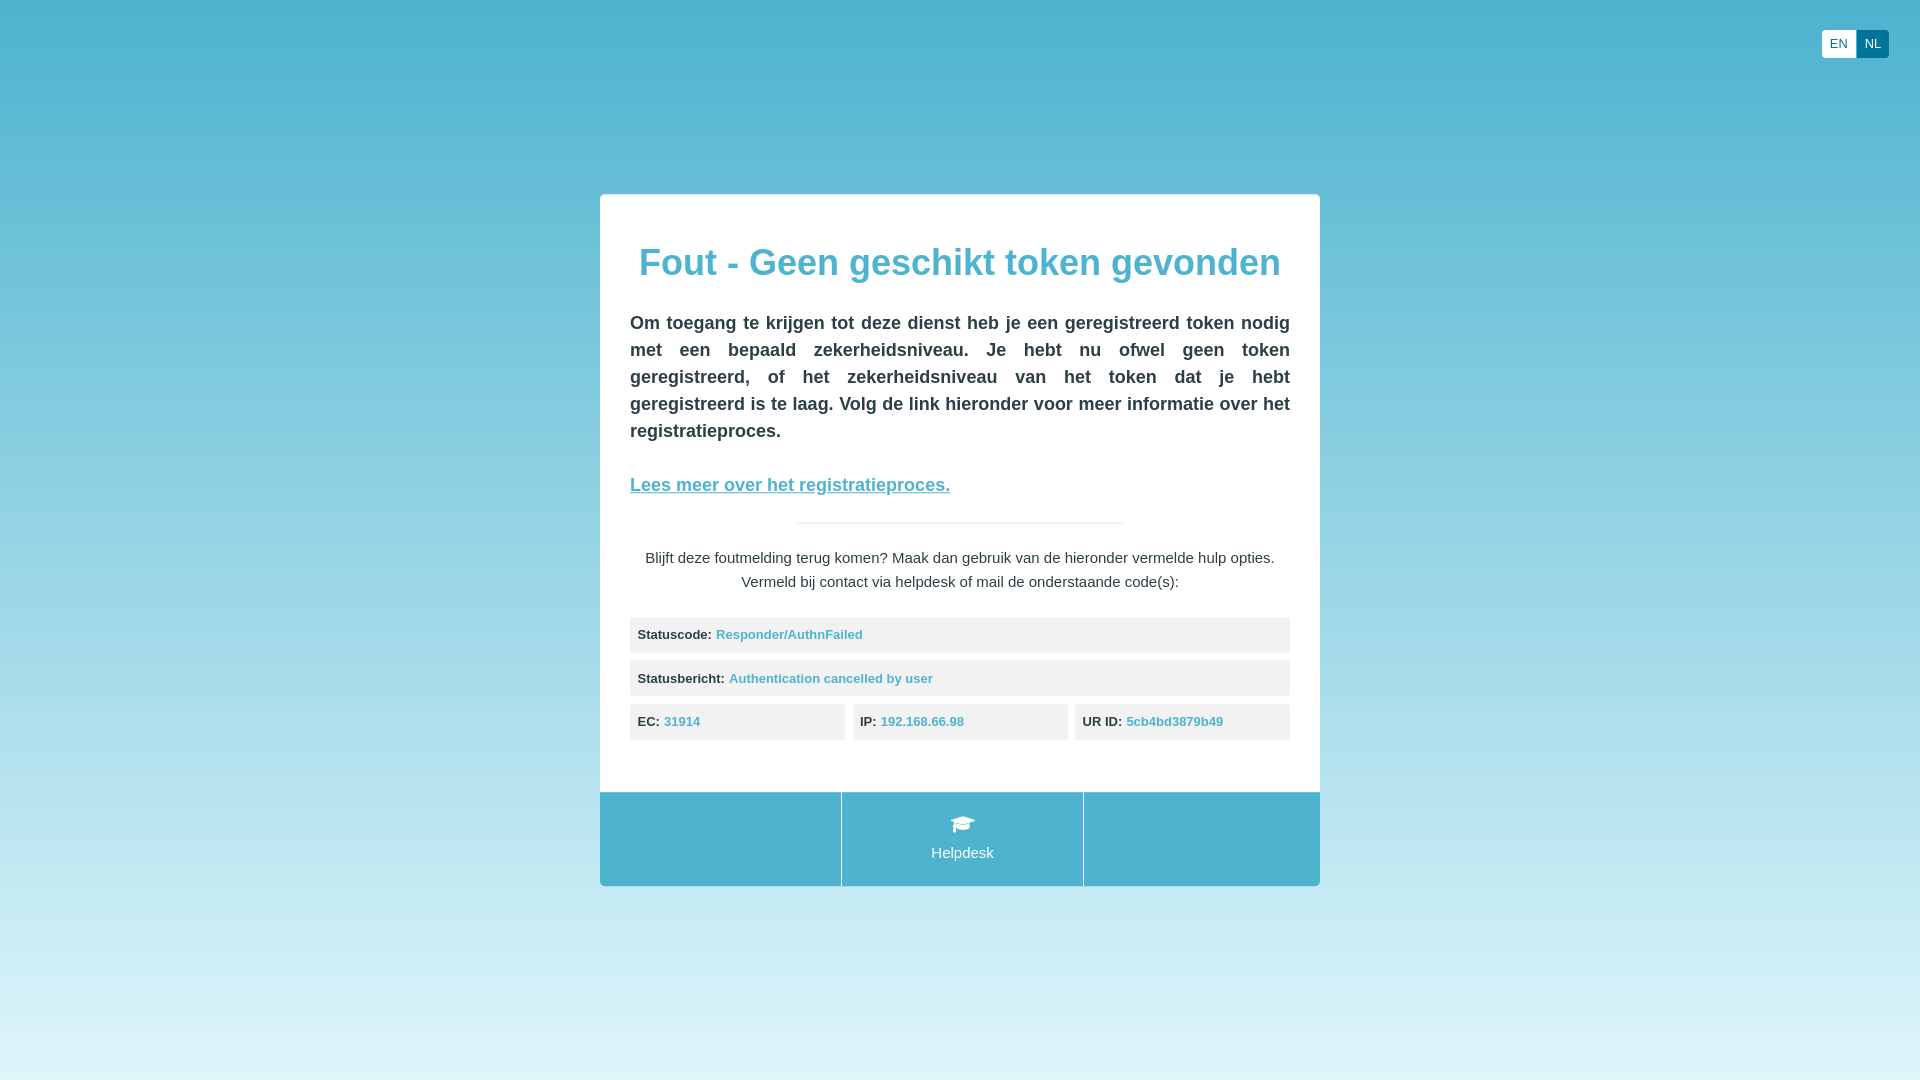 EN NL
Fout - Geen geschikt token gevonden
Om toegang te krijgen tot deze dienst heb je een geregistreerd token nodig
met een bepaald zekerheidsniveau. Je hebt nu ofwel geen token
geregistreerd, of het zekerheidsniveau van het token dat je hebt
geregistreerd is te laag. Volg de link hieronder voor meer informatie over het
registratieproces.
Lees meer over het registratieproces.
Blijft deze foutmelding terug komen? Maak dan gebruik van de hieronder vermelde hulp opties.
Vermeld bij contact via helpdesk of mail de onderstaande code(s):
Statuscode: Responder/AuthnFailed
Statusbericht: Authentication cancelled by user
EC: 31914 IP: 192.168.66.98 UR ID: 5cb4bd3879b49
Helpdesk